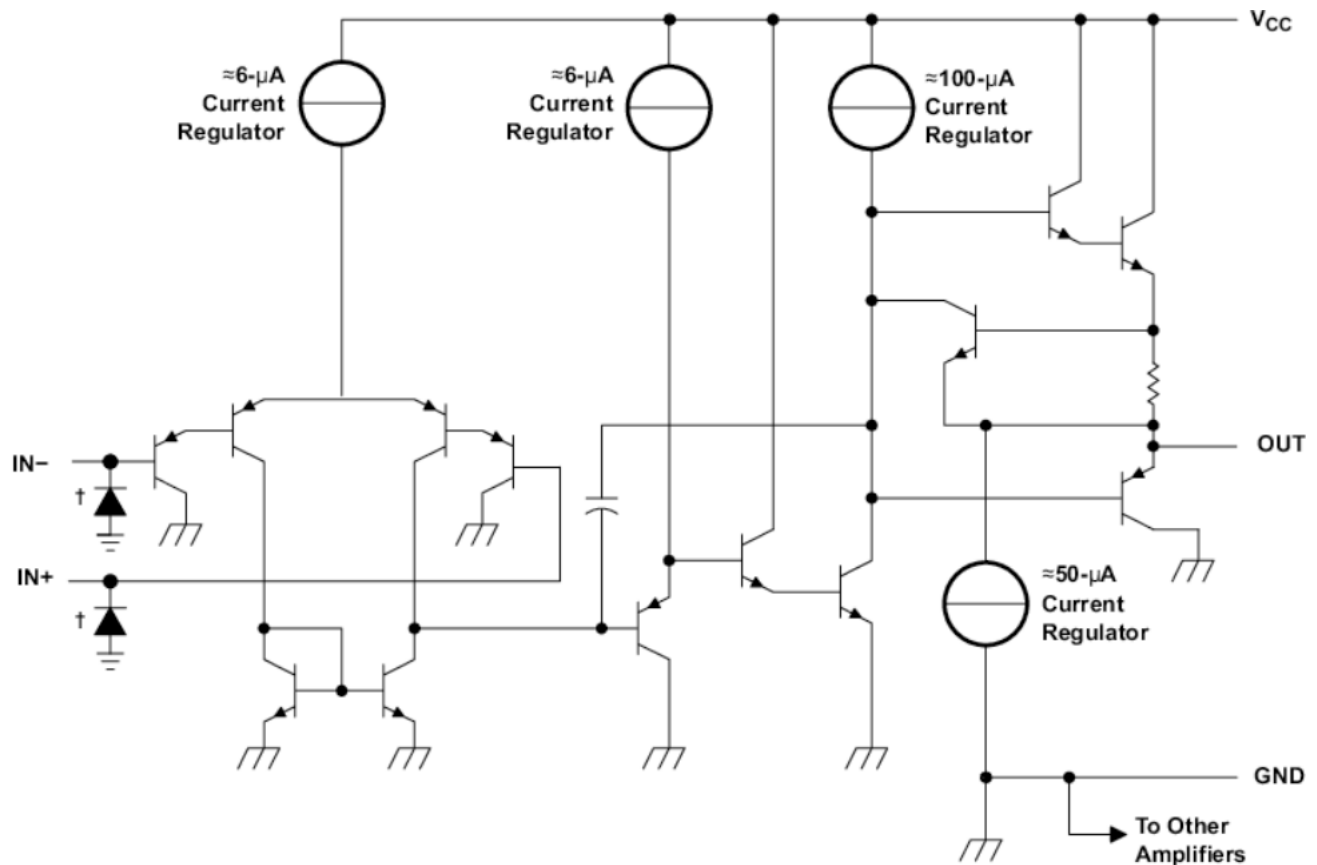 V_CC
≈6-µA
Current
Regulator
≈6-µA
Current
Regulator
≈100-µA
Current
Regulator
IN−
†
OUT
IN+
†
≈50-µA
Current
Regulator
GND
To Other
Amplifiers